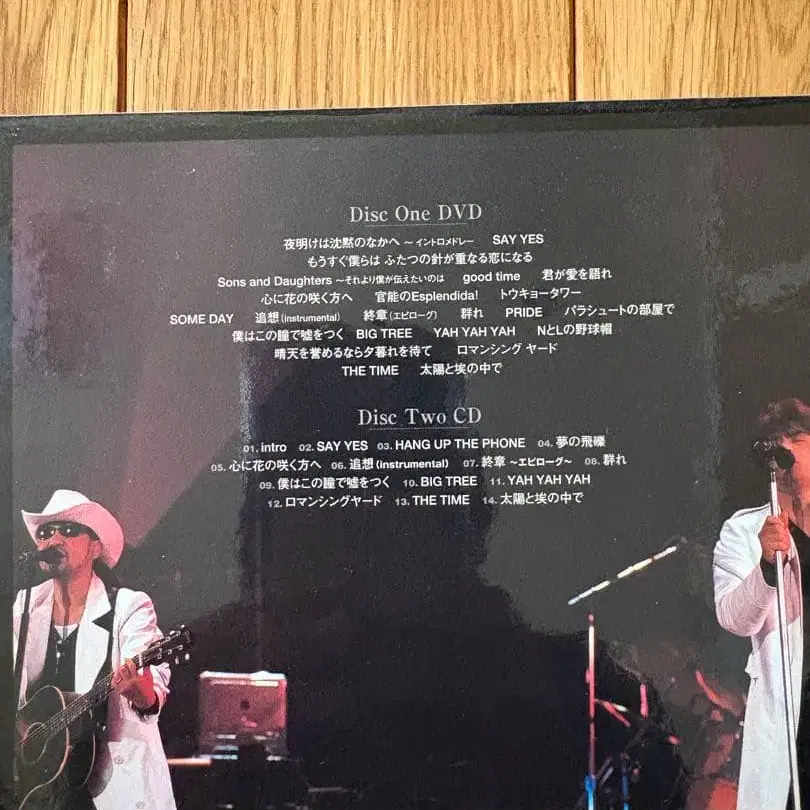 Disc One DVD
夜明けは沈黙のなかへ ～イントロメドレー SAY YES
もうすぐ僕らは ふたつの針が重なる恋になる
Sons and Daughters ～それより僕が伝えたいのは good time 君が愛を語れ
心に花の咲く方へ 官能のEsplendida! トウキョータワー
SOME DAY 追想(instrumental) 終章(エピローグ) 群れ PRIDE パラシュートの部屋で
僕はこの瞳で嘘をつく BIG TREE YAH YAH YAH NとLの野球帽
晴天を誉めるなら夕暮れを待て ロマンシング ヤード
THE TIME 太陽と埃の中で
Disc Two CD
01. intro 02. SAY YES 03. HANG UP THE PHONE 04. 夢の飛礫
05. 心に花の咲く方へ 06. 追想(instrumental) 07. 終章 ～エピローグ～ 08. 群れ
09. 僕はこの瞳で嘘をつく 10. BIG TREE 11. YAH YAH YAH
12. ロマンシングヤード 13. THE TIME 14. 太陽と埃の中で